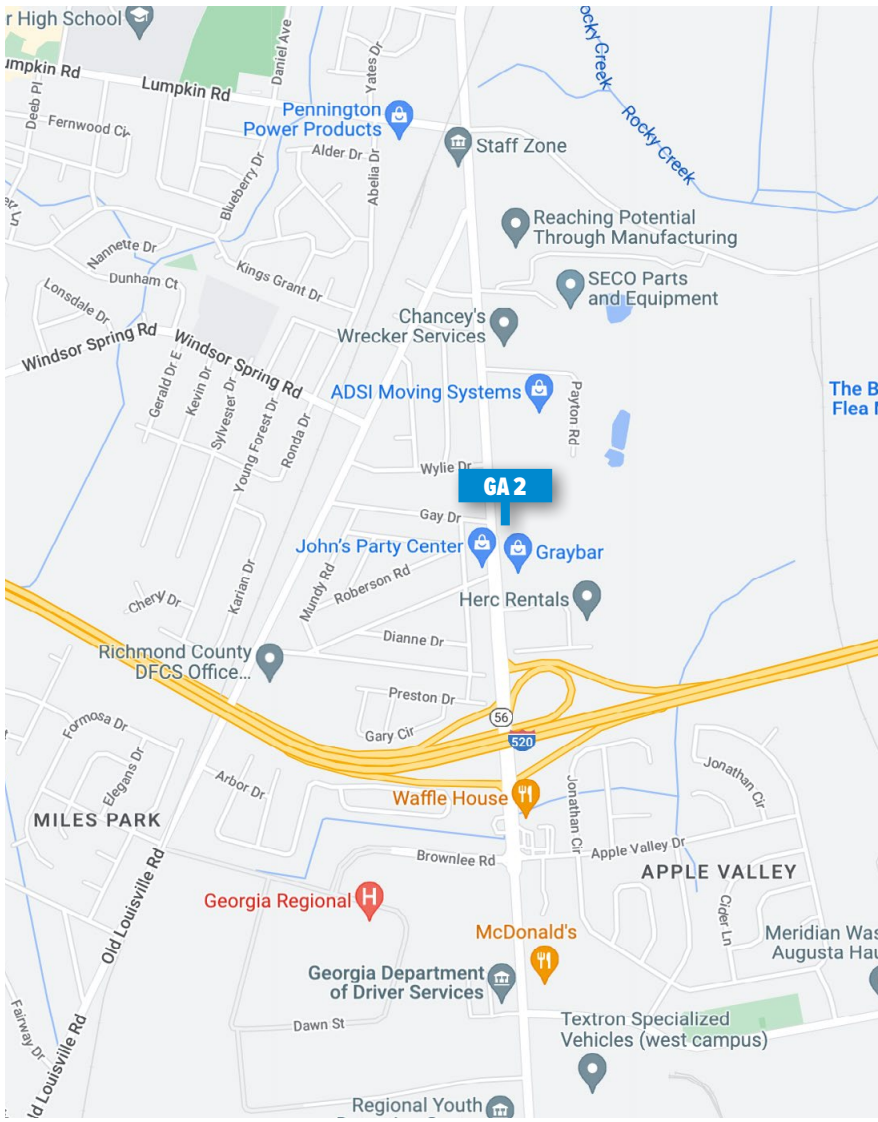 r High School
Daniel Ave
Yates Dr
ocky Creek
umpkin Rd
Lumpkin Rd
Deeb Pl
Fernwood Cir
Pennington
Power Products
Staff Zone
Rocky Creek
Alder Dr
Abelia Dr
Blueberry Dr
Reaching Potential
Through Manufacturing
Nannette Dr
Dunham Ct
Kings Grant Dr
Lonsdale Dr
SECO Parts
and Equipment
Chancey's
Wrecker Services
Windsor Spring Rd
Windsor Spring Rd
Gerald Dr E
Kevin Dr
Sylvester Dr
Young Forest Dr
Ronda Dr
ADSI Moving Systems
Payton Rd
The B
Flea
Wylie Dr
GA 2
Gay Dr
John's Party Center
Graybar
Mundy Rd
Roberson Rd
Karian Dr
Cheryl Dr
Herc Rentals
Dianne Dr
Richmond County
DFCS Office...
Preston Dr
56
Gary Cir
520
Formosa Dr
Elegans Dr
Arbor Dr
Jonathan Cir
Jonathan Cir
Waffle House
MILES PARK
Brownlee Rd
Apple Valley Dr
APPLE VALLEY
Old Louisville Rd
Georgia Regional
H
Cider Ln
McDonald's
Meridian Was
Augusta Hau
Georgia Department
of Driver Services
Fairway Dr
Dawn St
Textron Specialized
Vehicles (west campus)
ld Louisville Rd
Regional Youth